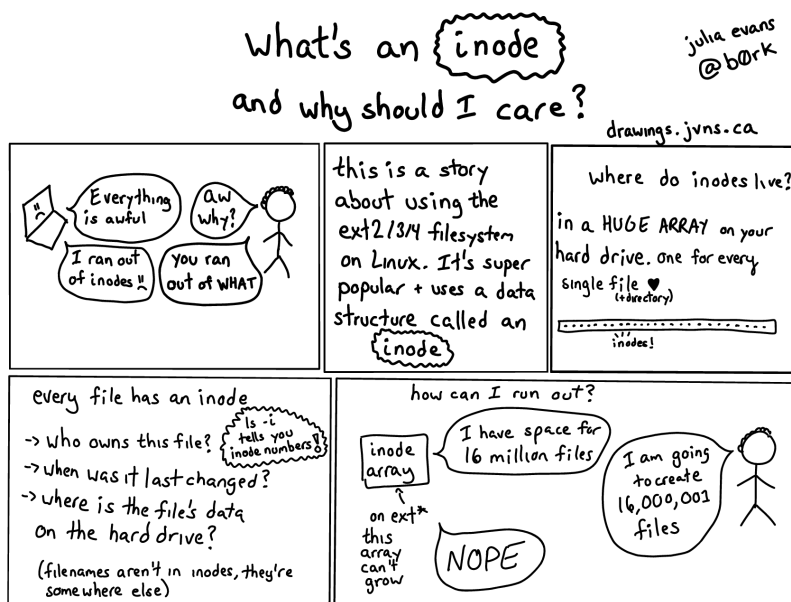 what's an inode
and why should I care?
julia evans
@b0rk
drawings.jvns.ca
Everything
is awful
aw
why?
I ran out
of inodes!!
you ran
out of WHAT
this is a story
about using the
ext2/3/4 filesystem
on Linux. It's super
popular + uses a data
structure called an
inode
where do inodes live?
in a HUGE ARRAY on your
hard drive. one for every
single file ♥
(+directory)
inodes!
every file has an inode
ls -i
tells you
inode numbers!
-> who owns this file?
-> when was it last changed?
-> where is the file's data
on the hard drive?
(filenames aren't in inodes, they're
somewhere else)
how can I run out?
inode
array
I have space for
16 million files
I am going
to create
16,000,001
files
on ext*
this
array
can't
grow
NOPE